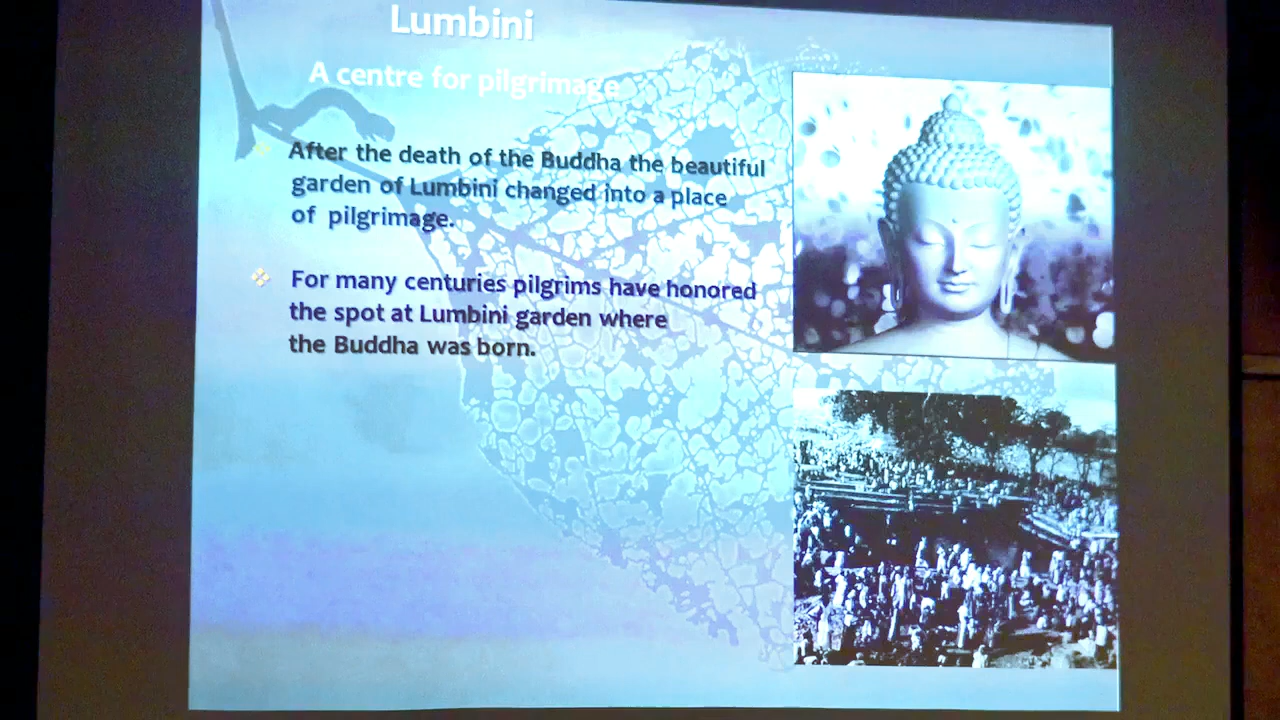 Lumbini
A centre for pilgrimage
After the death of the Buddha the beautiful
garden of Lumbini changed into a place
of pilgrimage.
For many centuries pilgrims have honored
the spot at Lumbini garden where
the Buddha was born.